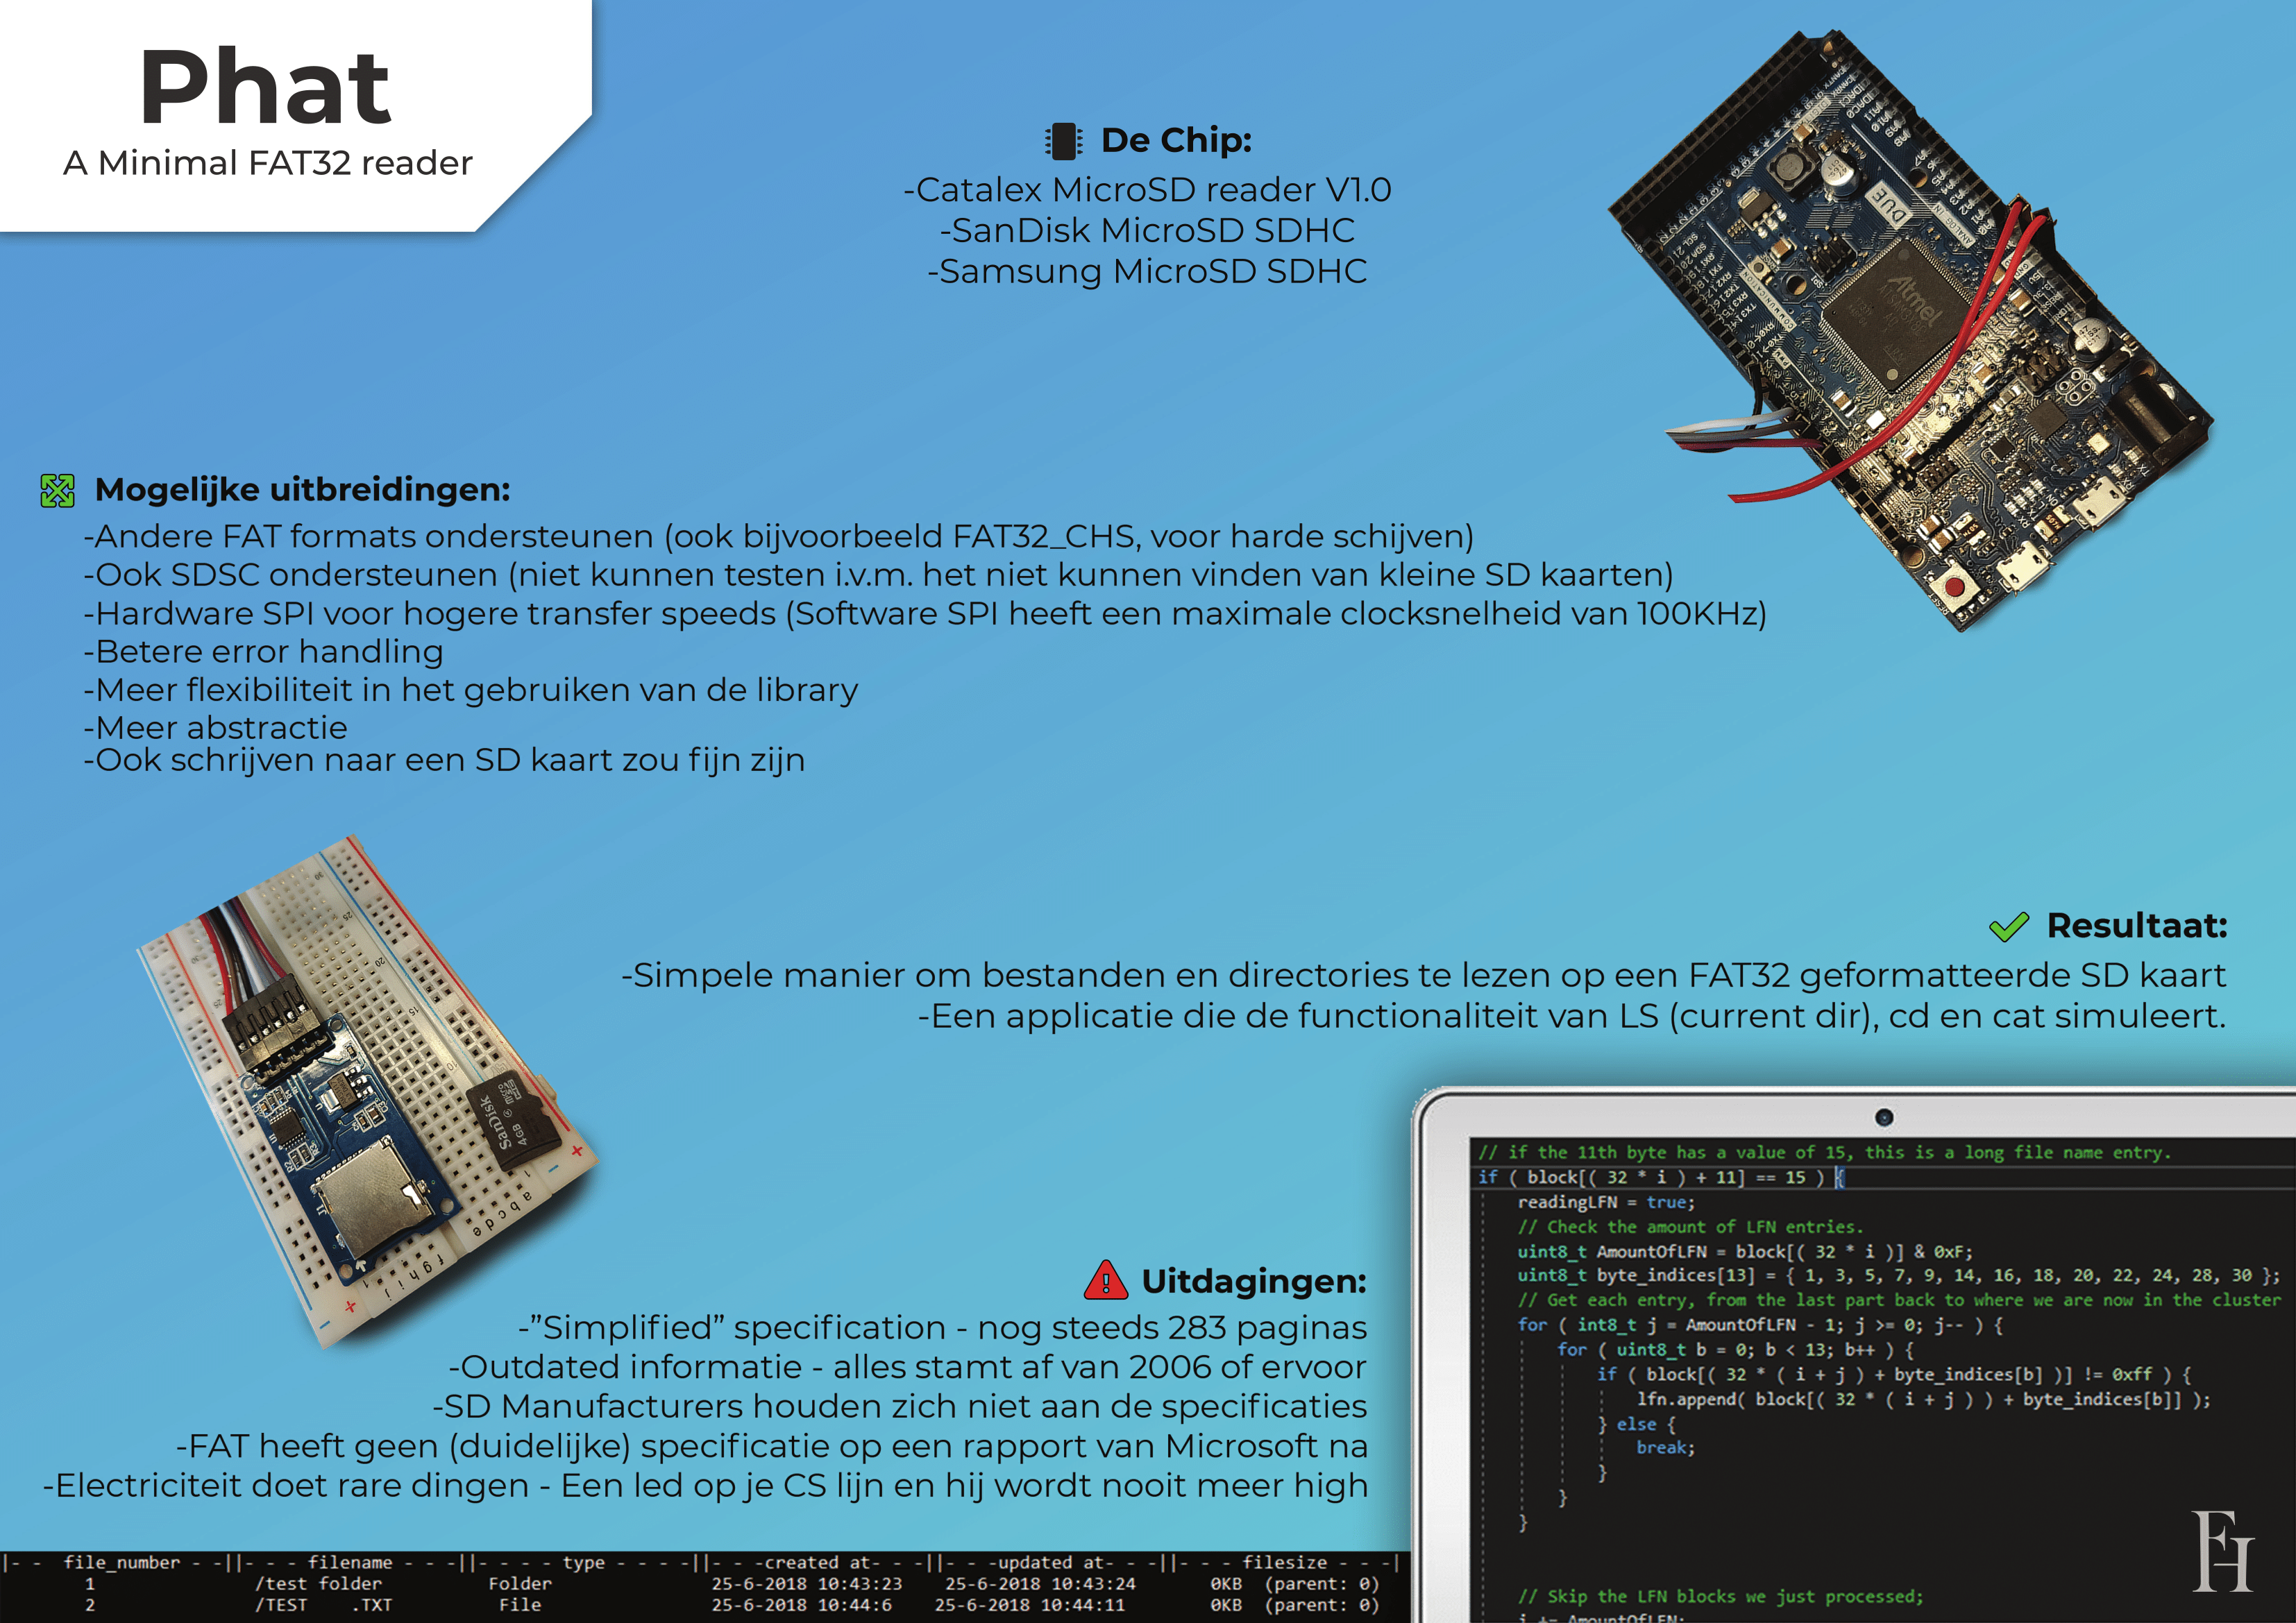 Phat
A Minimal FAT32 reader
De Chip:
-Catalex MicroSD reader V1.0
-SanDisk MicroSD SDHC
-Samsung MicroSD SDHC
DUE
ANALOG IN
COMMUNICATION
PWM
Atmel
Mogelijke uitbreidingen:
-Andere FAT formats ondersteunen (ook bijvoorbeeld FAT32_CHS, voor harde schijven)
-Ook SDSC ondersteunen (niet kunnen testen i.v.m. het niet kunnen vinden van kleine SD kaarten)
-Hardware SPI voor hogere transfer speeds (Software SPI heeft een maximale clocksnelheid van 100KHz)
-Betere error handling
-Meer flexibiliteit in het gebruiken van de library
-Meer abstractie
-Ook schrijven naar een SD kaart zou fijn zijn
SanDisk
4GB
a b c d e
f g h i j
Resultaat:
-Simpele manier om bestanden en directories te lezen op een FAT32 geformatteerde SD kaart
-Een applicatie die de functionaliteit van LS (current dir), cd en cat simuleert.
Uitdagingen:
-”Simplified” specification - nog steeds 283 paginas
-Outdated informatie - alles stamt af van 2006 of ervoor
-SD Manufacturers houden zich niet aan de specificaties
-FAT heeft geen (duidelijke) specificatie op een rapport van Microsoft na
-Electriciteit doet rare dingen - Een led op je CS lijn en hij wordt nooit meer high
// if the 11th byte has a value of 15, this is a long file name entry.
if ( block[( 32 * i ) + 11] == 15 ) {
readingLFN = true;
// Check the amount of LFN entries.
uint8_t AmountOfLFN = block[( 32 * i )] & 0xF;
uint8_t byte_indices[13] = { 1, 3, 5, 7, 9, 14, 16, 18, 20, 22, 24, 28, 30 };
// Get each entry, from the last part back to where we are now in the cluster
for ( int8_t j = AmountOfLFN - 1; j >= 0; j-- ) {
for ( uint8_t b = 0; b < 13; b++ ) {
if ( block[( 32 * ( i + j ) + byte_indices[b] )] != 0xff ) {
lfn.append( block[( 32 * ( i + j ) ) + byte_indices[b]] );
} else {
break;
}
}
}
// Skip the LFN blocks we just processed;
i += AmountOfLFN;
FH
|- - file_number - -||- - - filename - - -||- - - - type - - - -||- - -created at- - -||- - -updated at- - -||- - - filesize - - -|
1 /test folder Folder 25-6-2018 10:43:23 25-6-2018 10:43:24 0KB (parent: 0)
2 /TEST .TXT File 25-6-2018 10:44:6 25-6-2018 10:44:11 0KB (parent: 0)